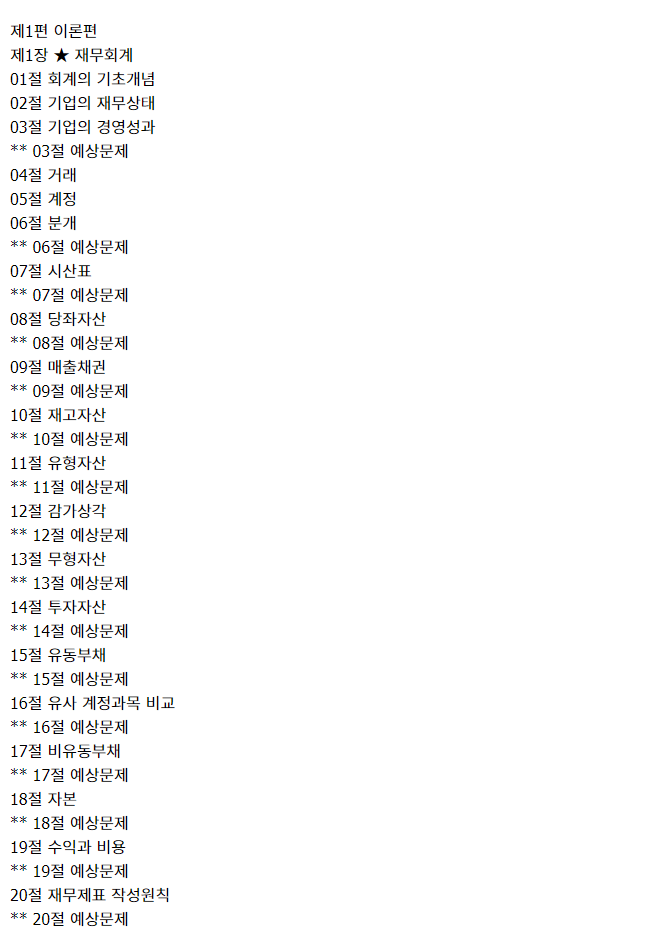 제1편 이론편
제1장 ★ 재무회계
01절 회계의 기초개념
02절 기업의 재무상태
03절 기업의 경영성과
** 03절 예상문제
04절 거래
05절 계정
06절 분개
** 06절 예상문제
07절 시산표
** 07절 예상문제
08절 당좌자산
** 08절 예상문제
09절 매출채권
** 09절 예상문제
10절 재고자산
** 10절 예상문제
11절 유형자산
** 11절 예상문제
12절 감가상각
** 12절 예상문제
13절 무형자산
** 13절 예상문제
14절 투자자산
** 14절 예상문제
15절 유동부채
** 15절 예상문제
16절 유사 계정과목 비교
** 16절 예상문제
17절 비유동부채
** 17절 예상문제
18절 자본
** 18절 예상문제
19절 수익과 비용
** 19절 예상문제
20절 재무제표 작성원칙
** 20절 예상문제